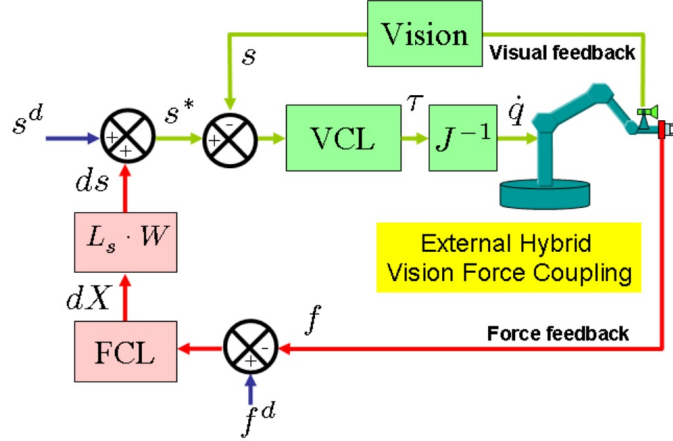 Vision
Visual feedback
s
s^d
s^*
+
+
-
VCL
τ
J^{-1}
q̇
ds
L_s · W
External Hybrid
Vision Force Coupling
dX
f
-
Force feedback
FCL
f^d